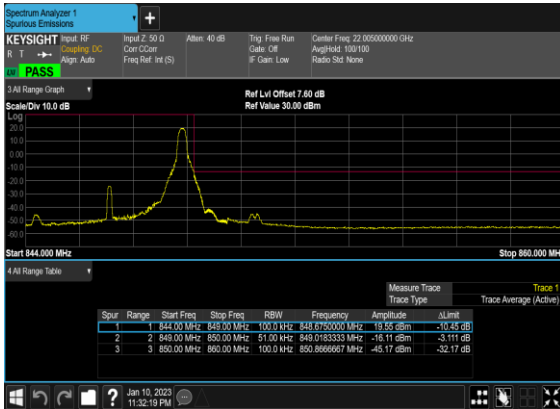 Spectrum Analyzer 1
Spurious Emissions
+
KEYSIGHT Input: RF Input Z: 50 Ω Atten: 40 dB Trig: Free Run Center Freq: 22.005000000 GHz
R T Coupling: DC Corr CCorr Gate: Off Avg|Hold: 100/100
Align: Auto Freq Ref: Int (S) IF Gain: Low Radio Std: None
PASS
3 All Range Graph
Ref Lvl Offset 7.60 dB
Scale/Div 10.0 dB Ref Value 30.00 dBm
Log
20.0
10.0
0.00
-10.0
-20.0
-30.0
-40.0
-50.0
-60.0
Start 844.000 MHz Stop 860.000 MH
4 All Range Table
Measure Trace Trace 1
Trace Type Trace Average (Active)
Spur Range Start Freq Stop Freq RBW Frequency Amplitude ΔLimit
1 1 844.00 MHz 849.00 MHz 100.0 kHz 848.6750000 MHz 19.55 dBm -10.45 dB
2 2 849.00 MHz 850.00 MHz 51.00 kHz 849.0183333 MHz -16.11 dBm -3.111 dB
3 3 850.00 MHz 860.00 MHz 100.0 kHz 850.8666667 MHz -45.17 dBm -32.17 dB
?
Jan 10, 2023
11:32:19 PM